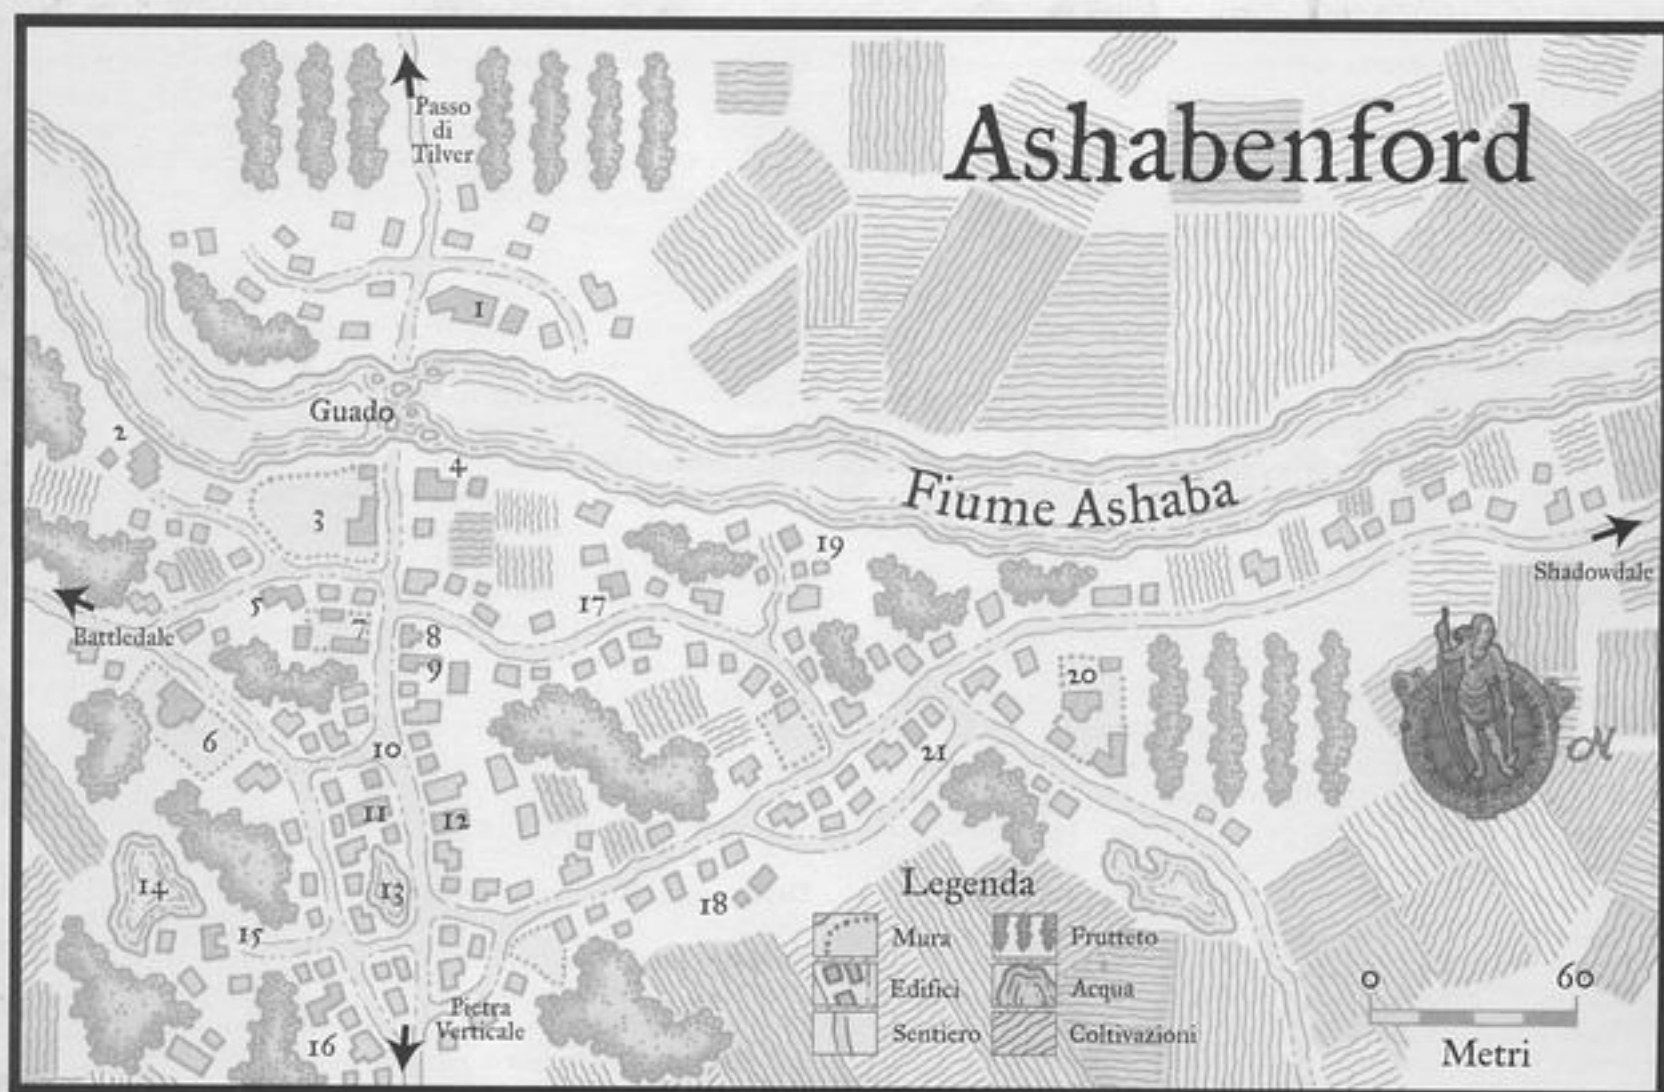 Passo
di
Tilver
Ashabenford
1
Guado
2
4
3
Fiume Ashaba
19
Shadowdale
5
17
Battledale
7
8
9
20
6
10
21
11
12
14
13
18
15
Pietra
Verticale
16
Legenda
Mura
Frutteto
Edifici
Acqua
Sentiero
Coltivazioni
N
0 60
Metri